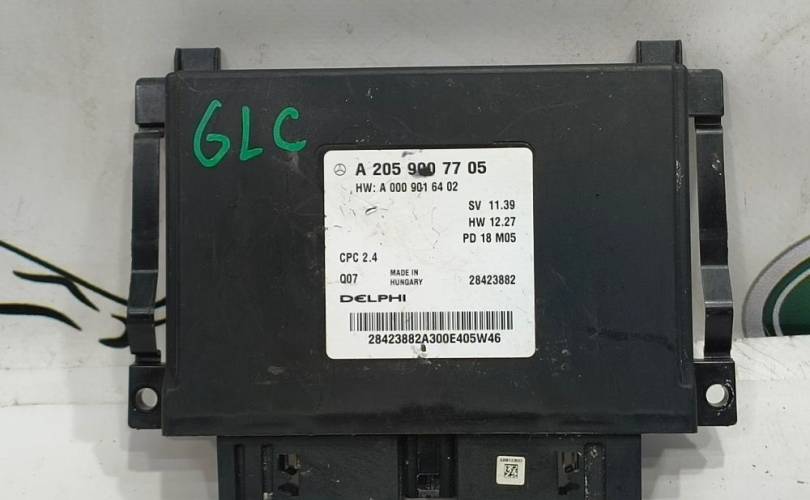 GLC
A 205 900 77 05
HW: A 000 901 64 02
SV 11.39
HW 12.27
PD 18 M05
CPC 2.4
Q07
MADE IN
HUNGARY
28423882
DELPHI
28423882A300E405W46